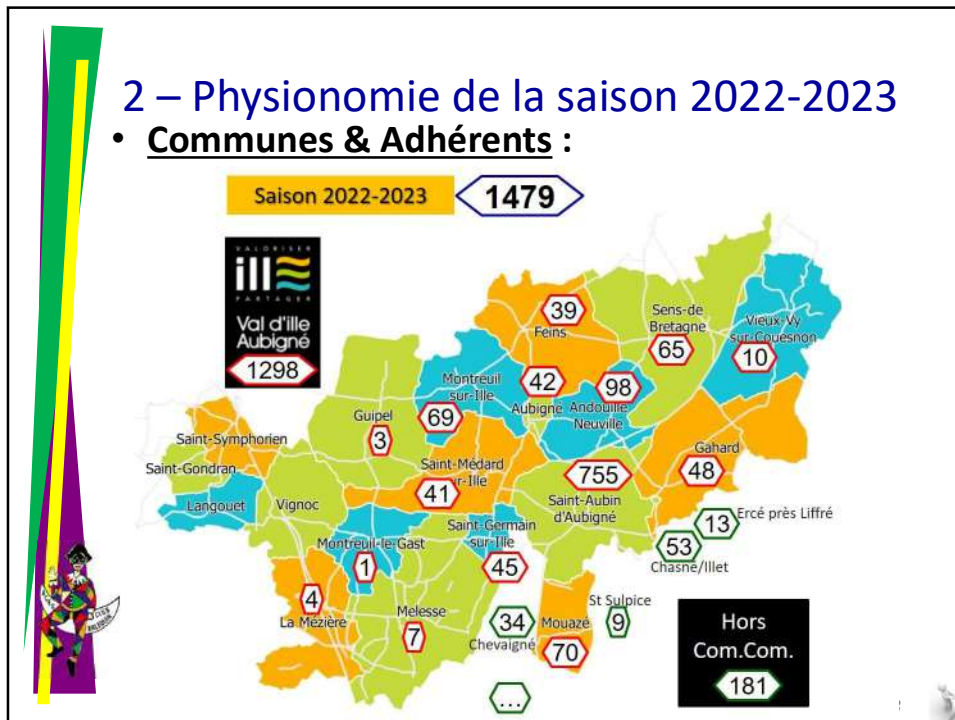 2 – Physionomie de la saison 2022-2023
• Communes & Adhérents :
Saison 2022-2023
1479
VALORISER
ill
PARTAGER
Val d'ille
Aubigné
1298
39
Feins
Sens-de
Bretagne
65
Vieux-Vy
sur-Couesnon
10
Montreuil
sur-Ille
69
42
Aubigné
98
Andouillé
Neuville
Guipel
3
Saint-Symphorien
Saint-Gondran
Langouet
Vignoc
Saint-Médard
sur-Ille
41
755
Saint-Aubin
d'Aubigné
Gahard
48
13
Ercé près Liffré
53
Chasné/Illet
Montreuil-le-Gast
1
Saint-Germain
sur-Ille
45
4
La Mézière
Melesse
7
34
Chevaigné
Mouazé
70
St Sulpice
9
Hors
Com.Com.
181
...